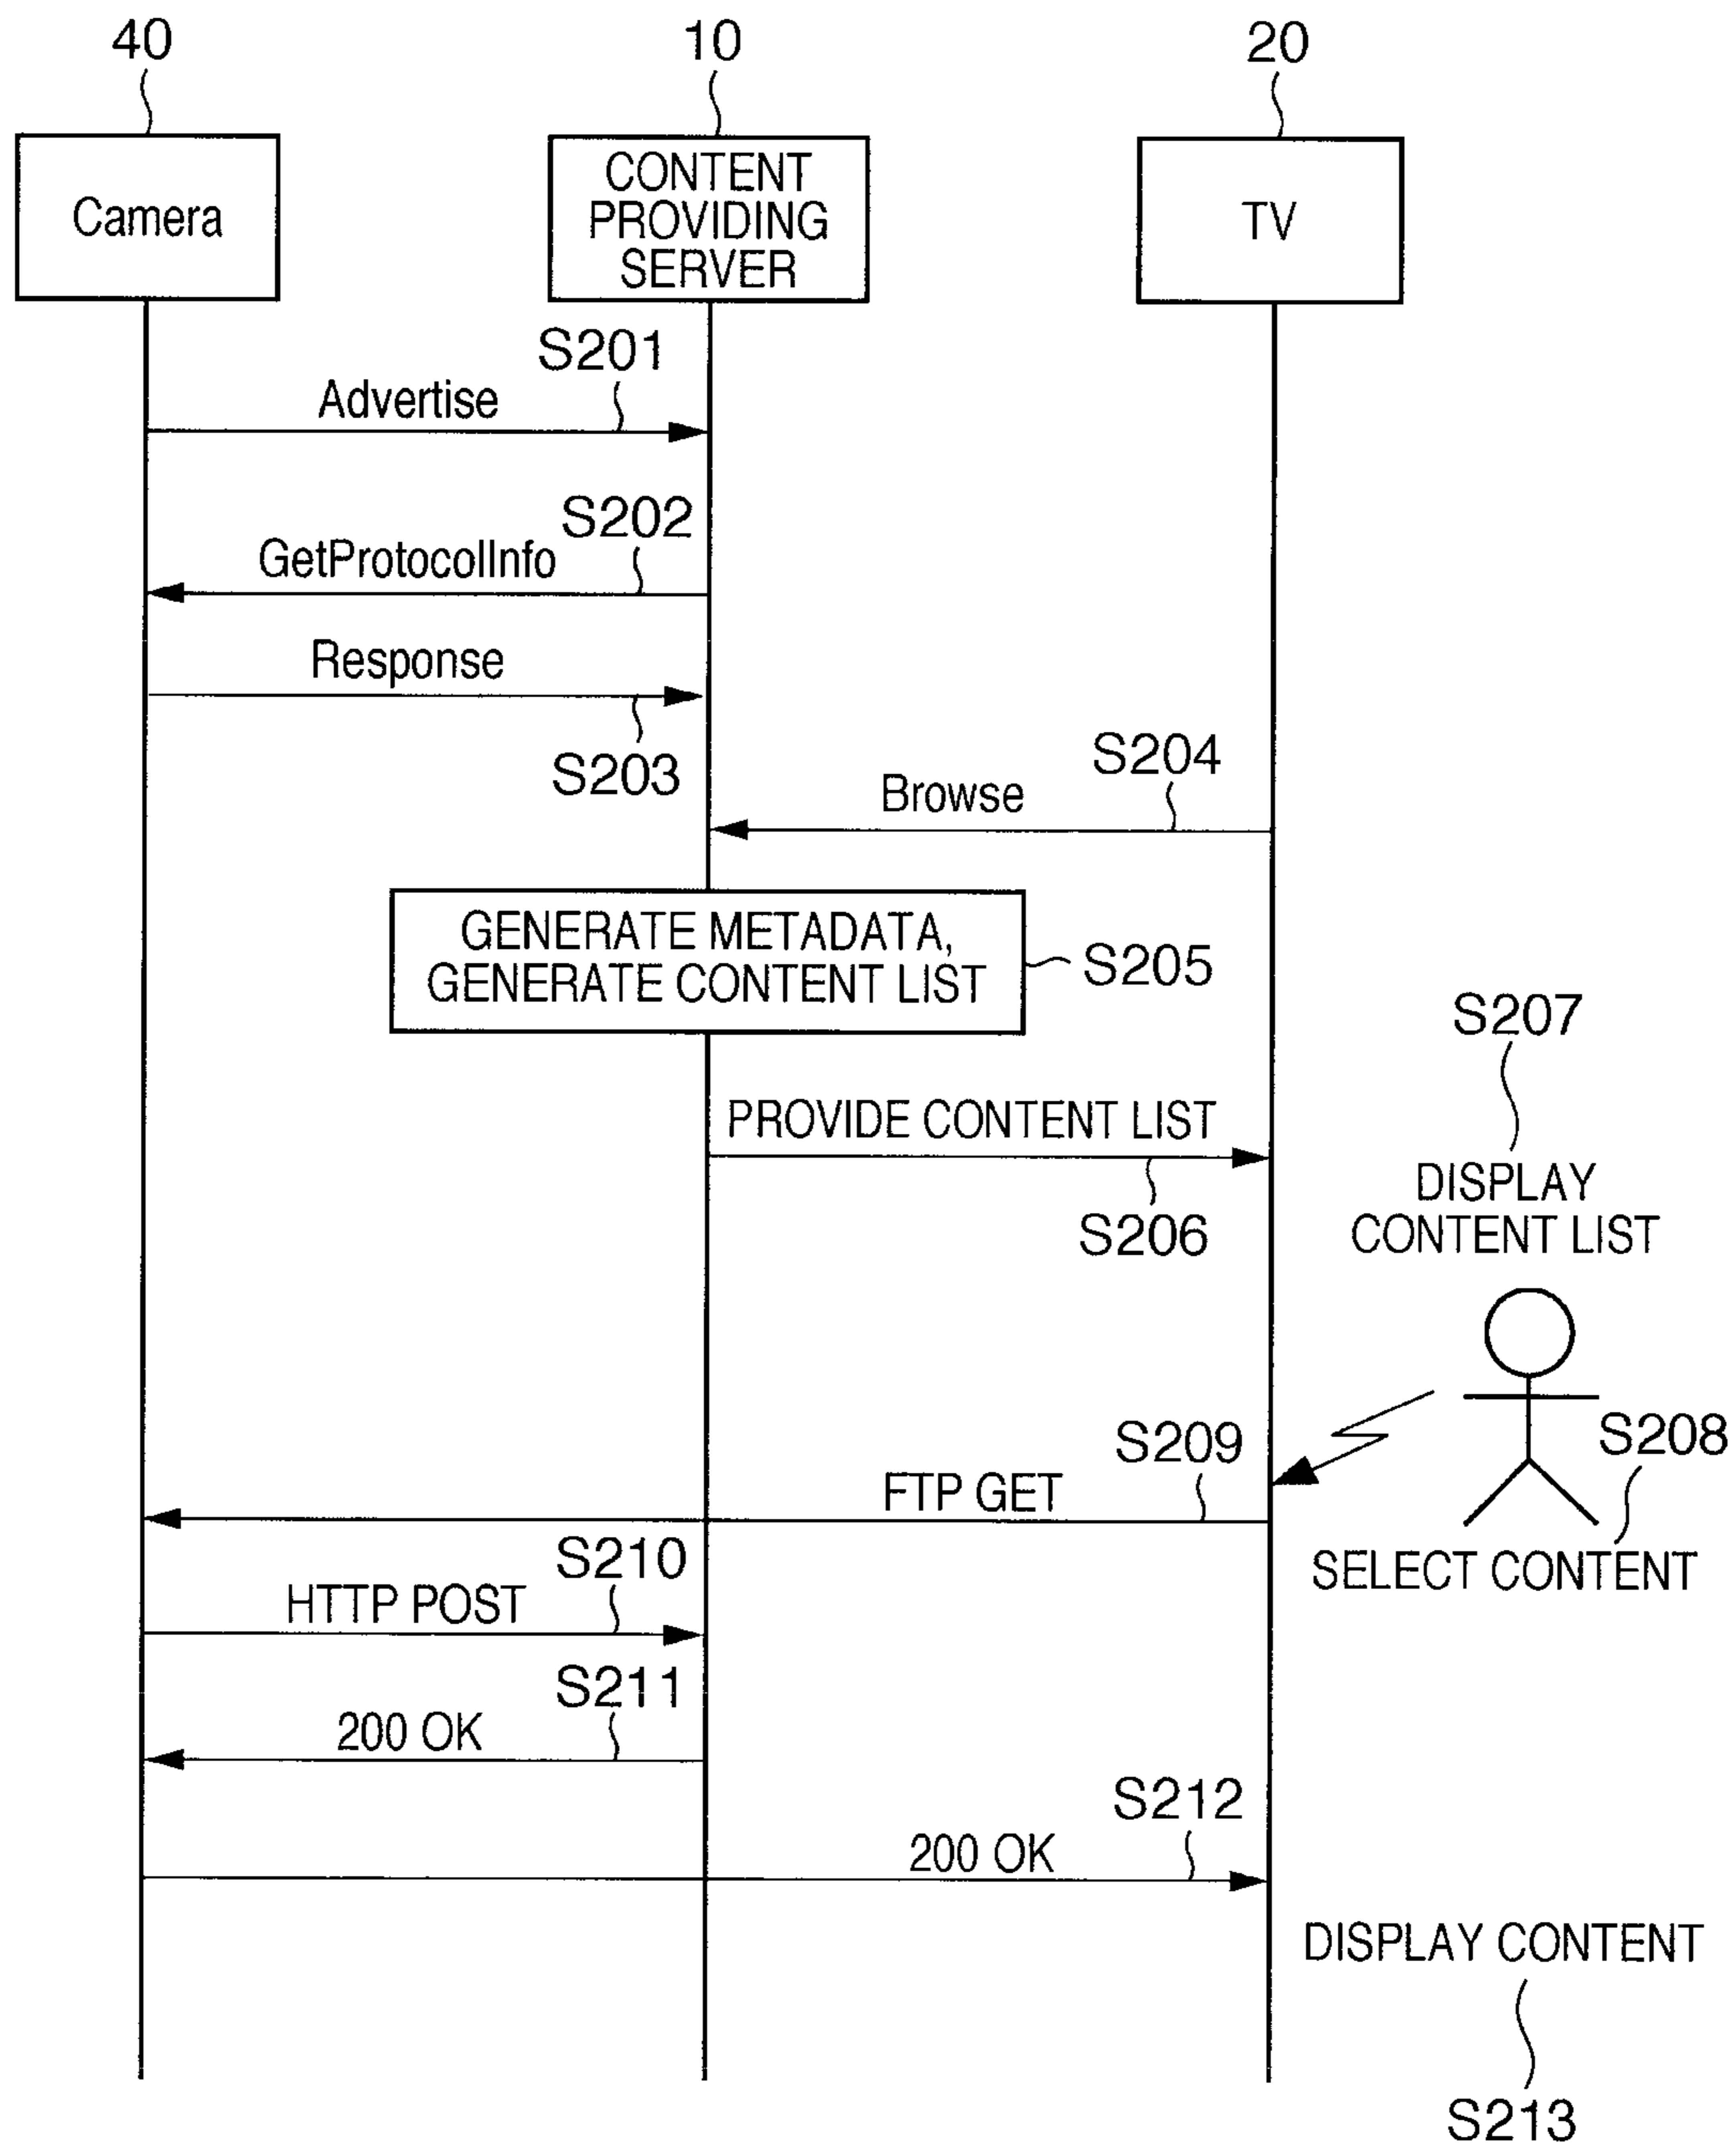 40
10
20
Camera
CONTENT
PROVIDING
SERVER
TV
S201
Advertise
S202
GetProtocolInfo
Response
S203
S204
Browse
GENERATE METADATA,
GENERATE CONTENT LIST
S205
S207
PROVIDE CONTENT LIST
S206
DISPLAY
CONTENT LIST
S208
S209
FTP GET
SELECT CONTENT
S210
HTTP POST
S211
200 OK
S212
200 OK
DISPLAY CONTENT
S213